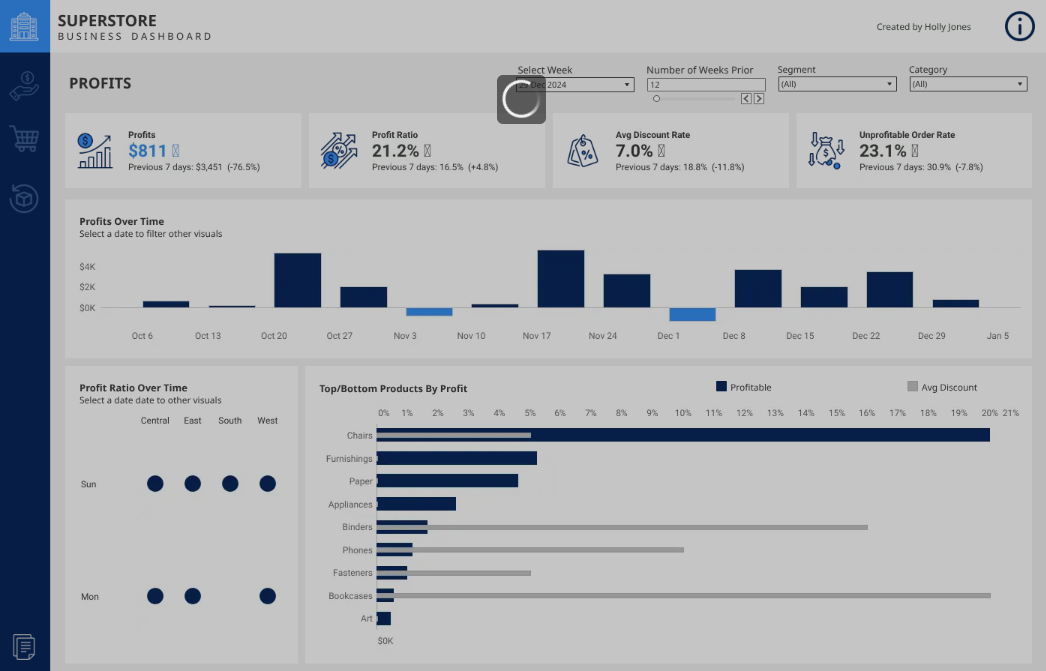 SUPERSTORE
BUSINESS DASHBOARD
Created by Holly Jones
PROFITS
Select Week
29 Dec 2024
Number of Weeks Prior
12
Segment
(All)
Category
(All)
Profits
$811
Previous 7 days: $3,451 (-76.5%)
Profit Ratio
21.2%
Previous 7 days: 16.5% (+4.8%)
Avg Discount Rate
7.0%
Previous 7 days: 18.8% (-11.8%)
Unprofitable Order Rate
23.1%
Previous 7 days: 30.9% (-7.8%)
Profits Over Time
Select a date to filter other visuals
$4K
$2K
$0K
Oct 6 Oct 13 Oct 20 Oct 27 Nov 3 Nov 10 Nov 17 Nov 24 Dec 1 Dec 8 Dec 15 Dec 22 Dec 29 Jan 5
Profit Ratio Over Time
Select a date date to other visuals
Central East South West
Sun
Mon
Top/Bottom Products By Profit
Profitable
Avg Discount
0% 1% 2% 3% 4% 5% 6% 7% 8% 9% 10% 11% 12% 13% 14% 15% 16% 17% 18% 19% 20% 21%
Chairs
Furnishings
Paper
Appliances
Binders
Phones
Fasteners
Bookcases
Art
$0K